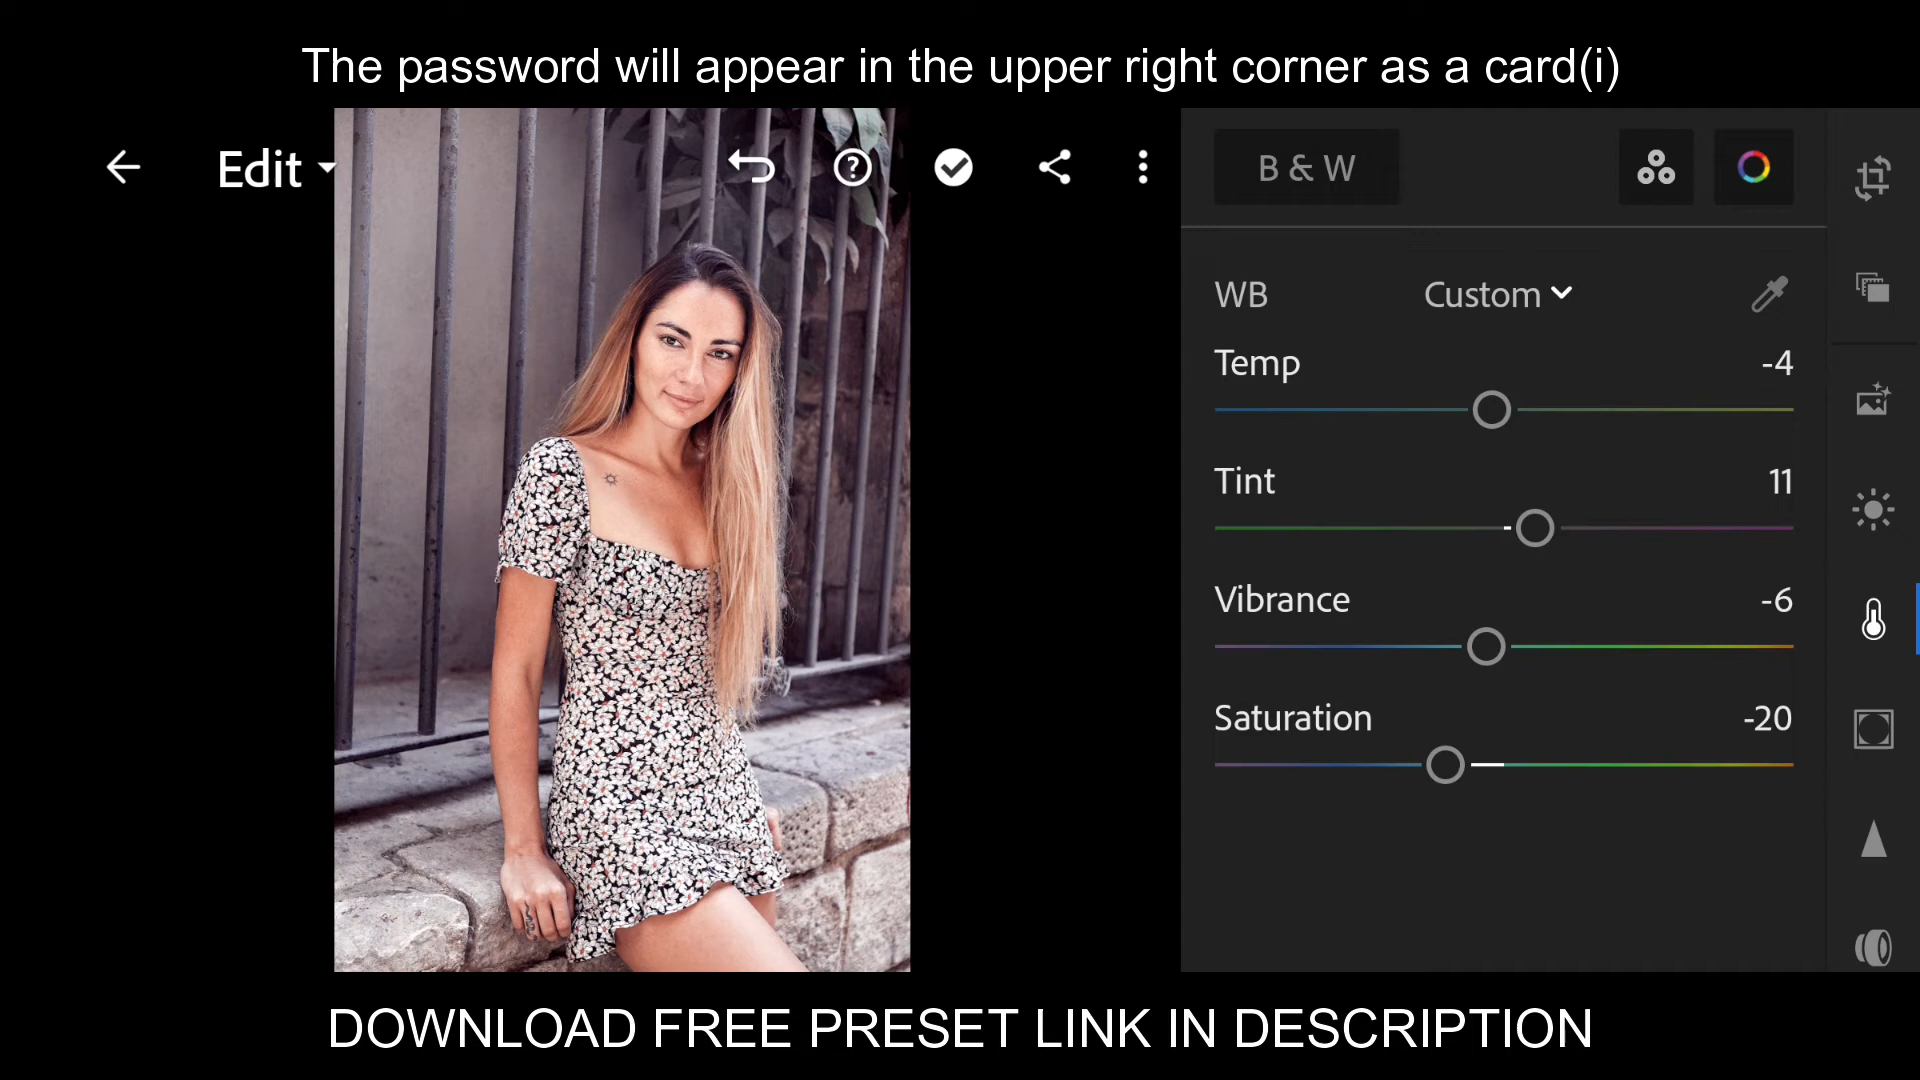 The password will appear in the upper right corner as a card(i)
Edit
B & W
WB Custom
Temp -4
Tint 11
Vibrance -6
Saturation -20
DOWNLOAD FREE PRESET LINK IN DESCRIPTION